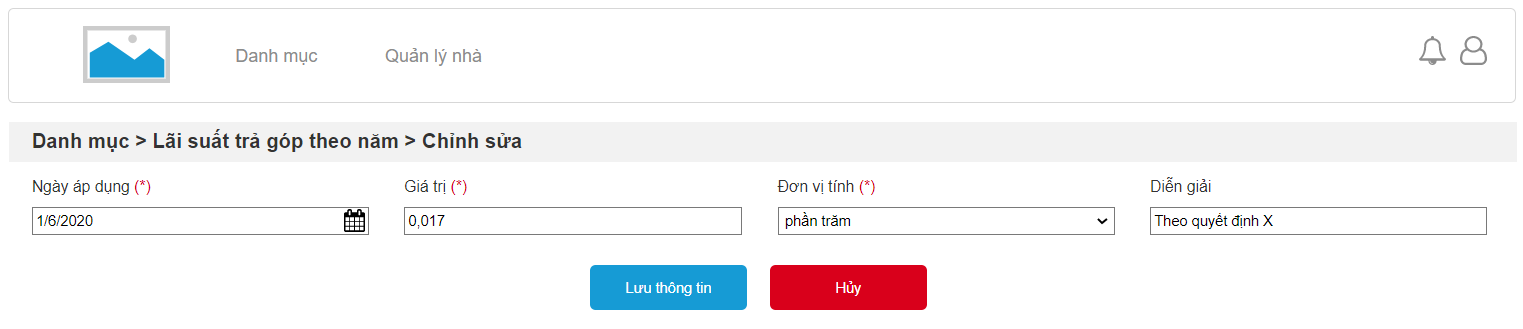 Danh mục Quản lý nhà
Danh mục > Lãi suất trả góp theo năm > Chỉnh sửa
Ngày áp dụng (*) Giá trị (*) Đơn vị tính (*) Diễn giải
1/6/2020 0,017 phần trăm Theo quyết định X
Lưu thông tin Hủy